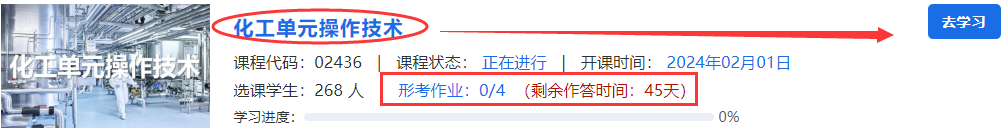 化工单元操作技术
去学习
化工单元操作技术
课程代码：02436 | 课程状态：正在进行 | 开课时间：2024年02月01日
选课学生：268 人 形考作业：0/4 （剩余作答时间：45天）
学习进度： 0%